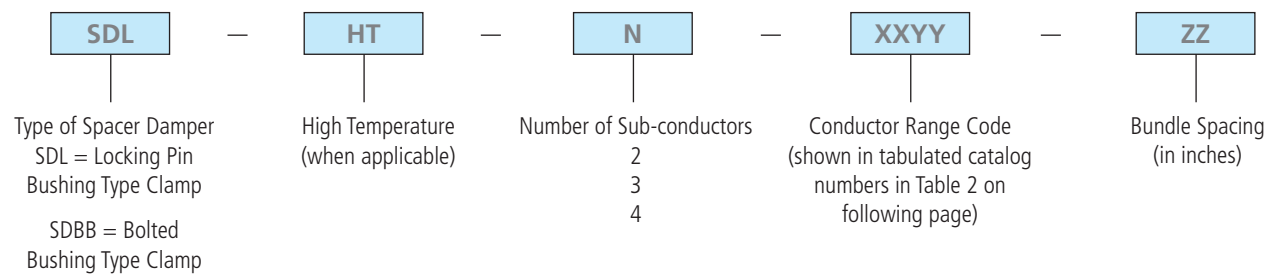 SDL — HT — N — XXYY — ZZ
Type of Spacer Damper
SDL = Locking Pin
Bushing Type Clamp
SDBB = Bolted
Bushing Type Clamp
High Temperature
(when applicable)
Number of Sub-conductors
2
3
4
Conductor Range Code
(shown in tabulated catalog
numbers in Table 2 on
following page)
Bundle Spacing
(in inches)